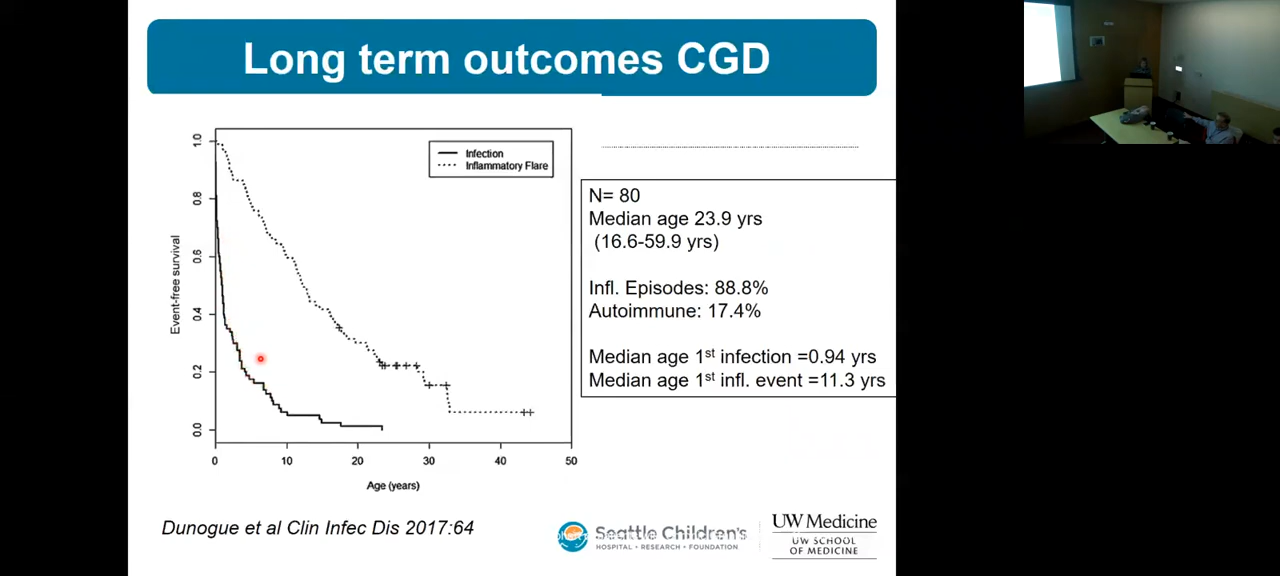 Long term outcomes CGD
Infection
Inflammatory Flare
Event-free survival
1.0
0.8
0.6
0.4
0.2
0.0
0
10
20
30
40
50
Age (years)
N= 80
Median age 23.9 yrs
(16.6-59.9 yrs)
Infl. Episodes: 88.8%
Autoimmune: 17.4%
Median age 1st infection =0.94 yrs
Median age 1st infl. event =11.3 yrs
Dunogue et al Clin Infec Dis 2017:64
Seattle Children's
HOSPITAL • RESEARCH • FOUNDATION
UW Medicine
UW SCHOOL
OF MEDICINE